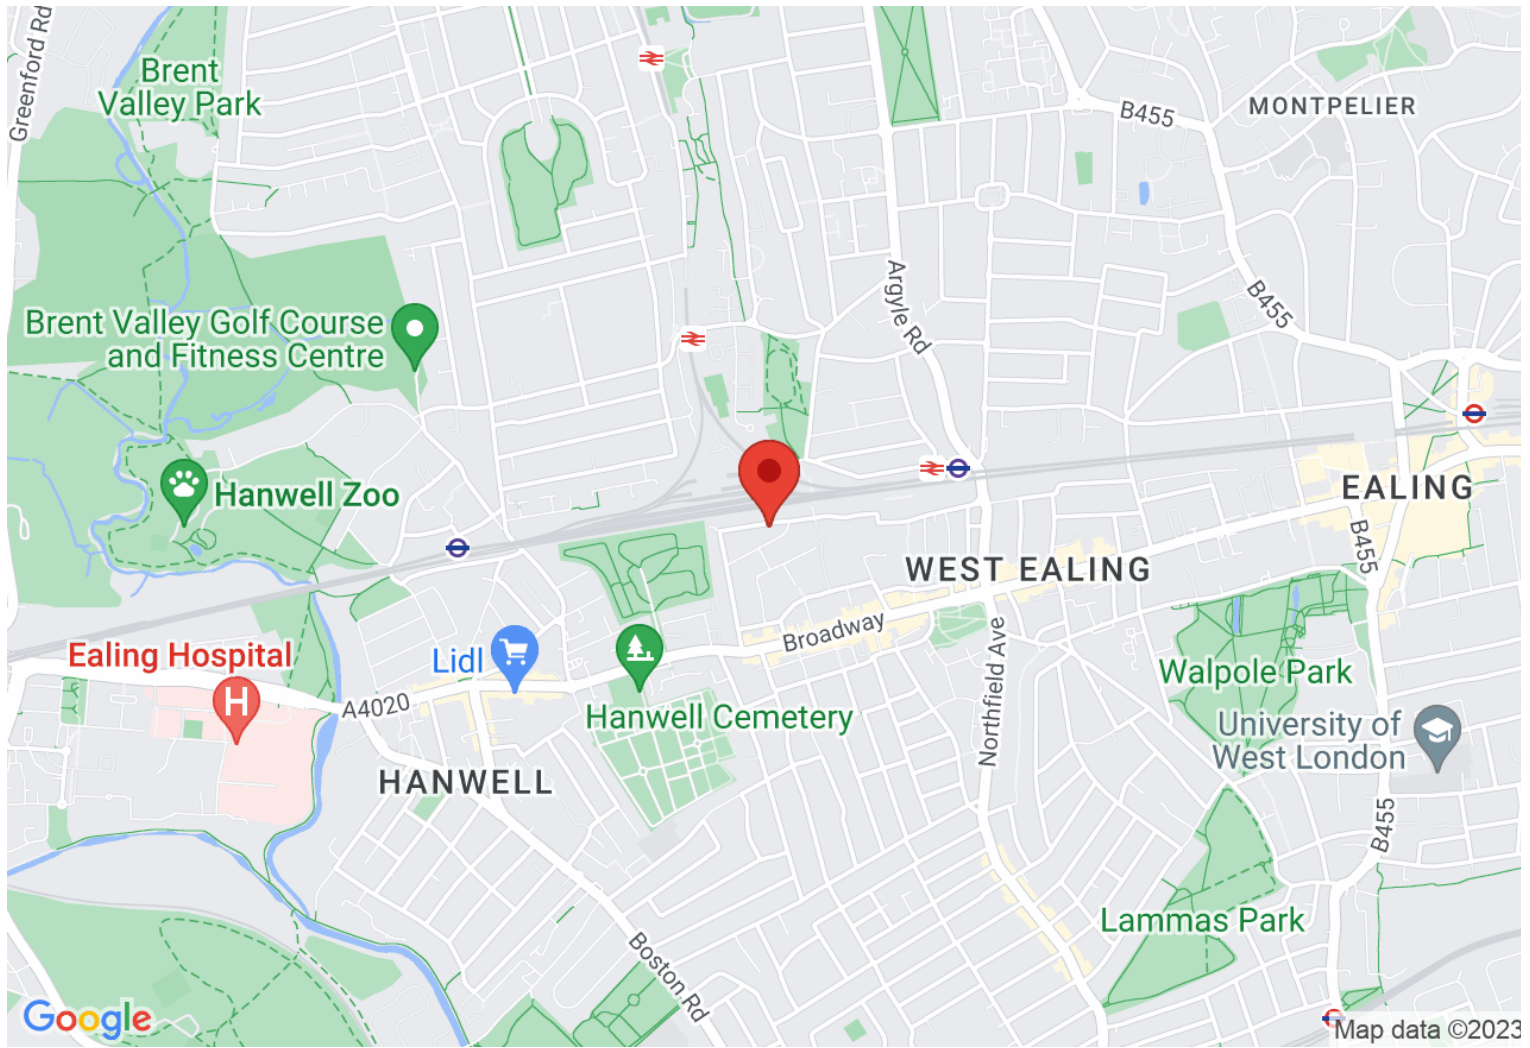 Greenford Rd
Brent
Valley Park
B455
MONTPELIER
Argyle Rd
B455
Brent Valley Golf Course
and Fitness Centre
Hanwell Zoo
EALING
B455
WEST EALING
Broadway
Northfield Ave
Ealing Hospital
H
Lidl
A4020
Walpole Park
Hanwell Cemetery
University of
West London
HANWELL
B455
Lammas Park
Boston Rd
Google
Map data ©2023